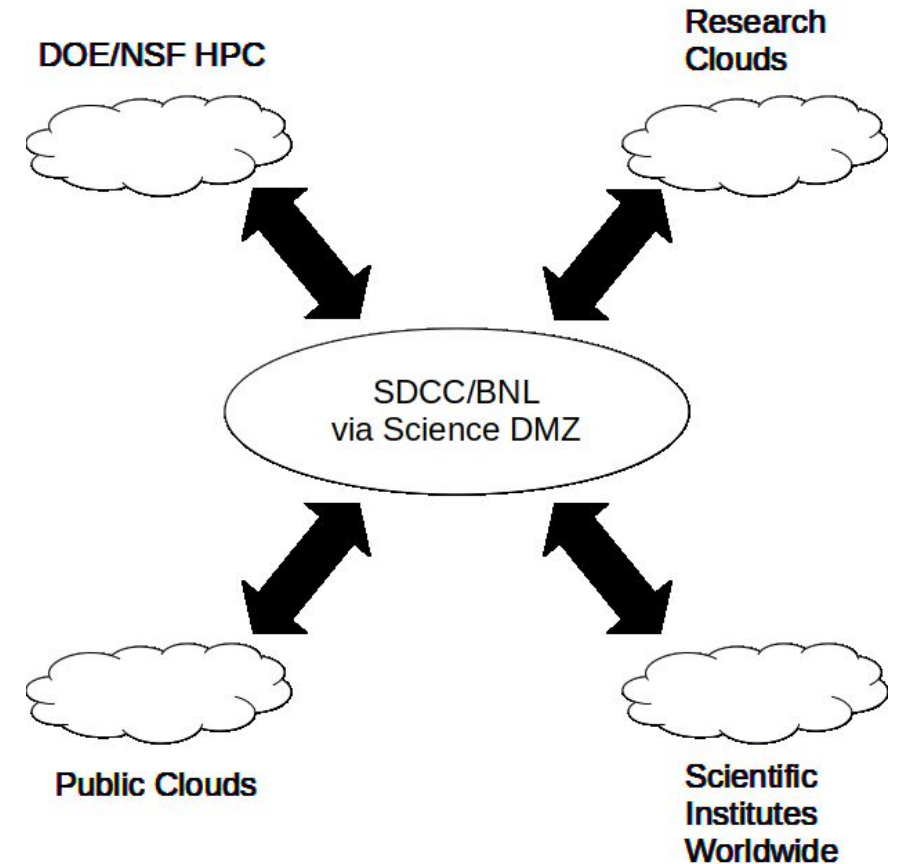 DOE/NSF HPC
Research
Clouds
SDCC/BNL
via Science DMZ
Public Clouds
Scientific
Institutes
Worldwide